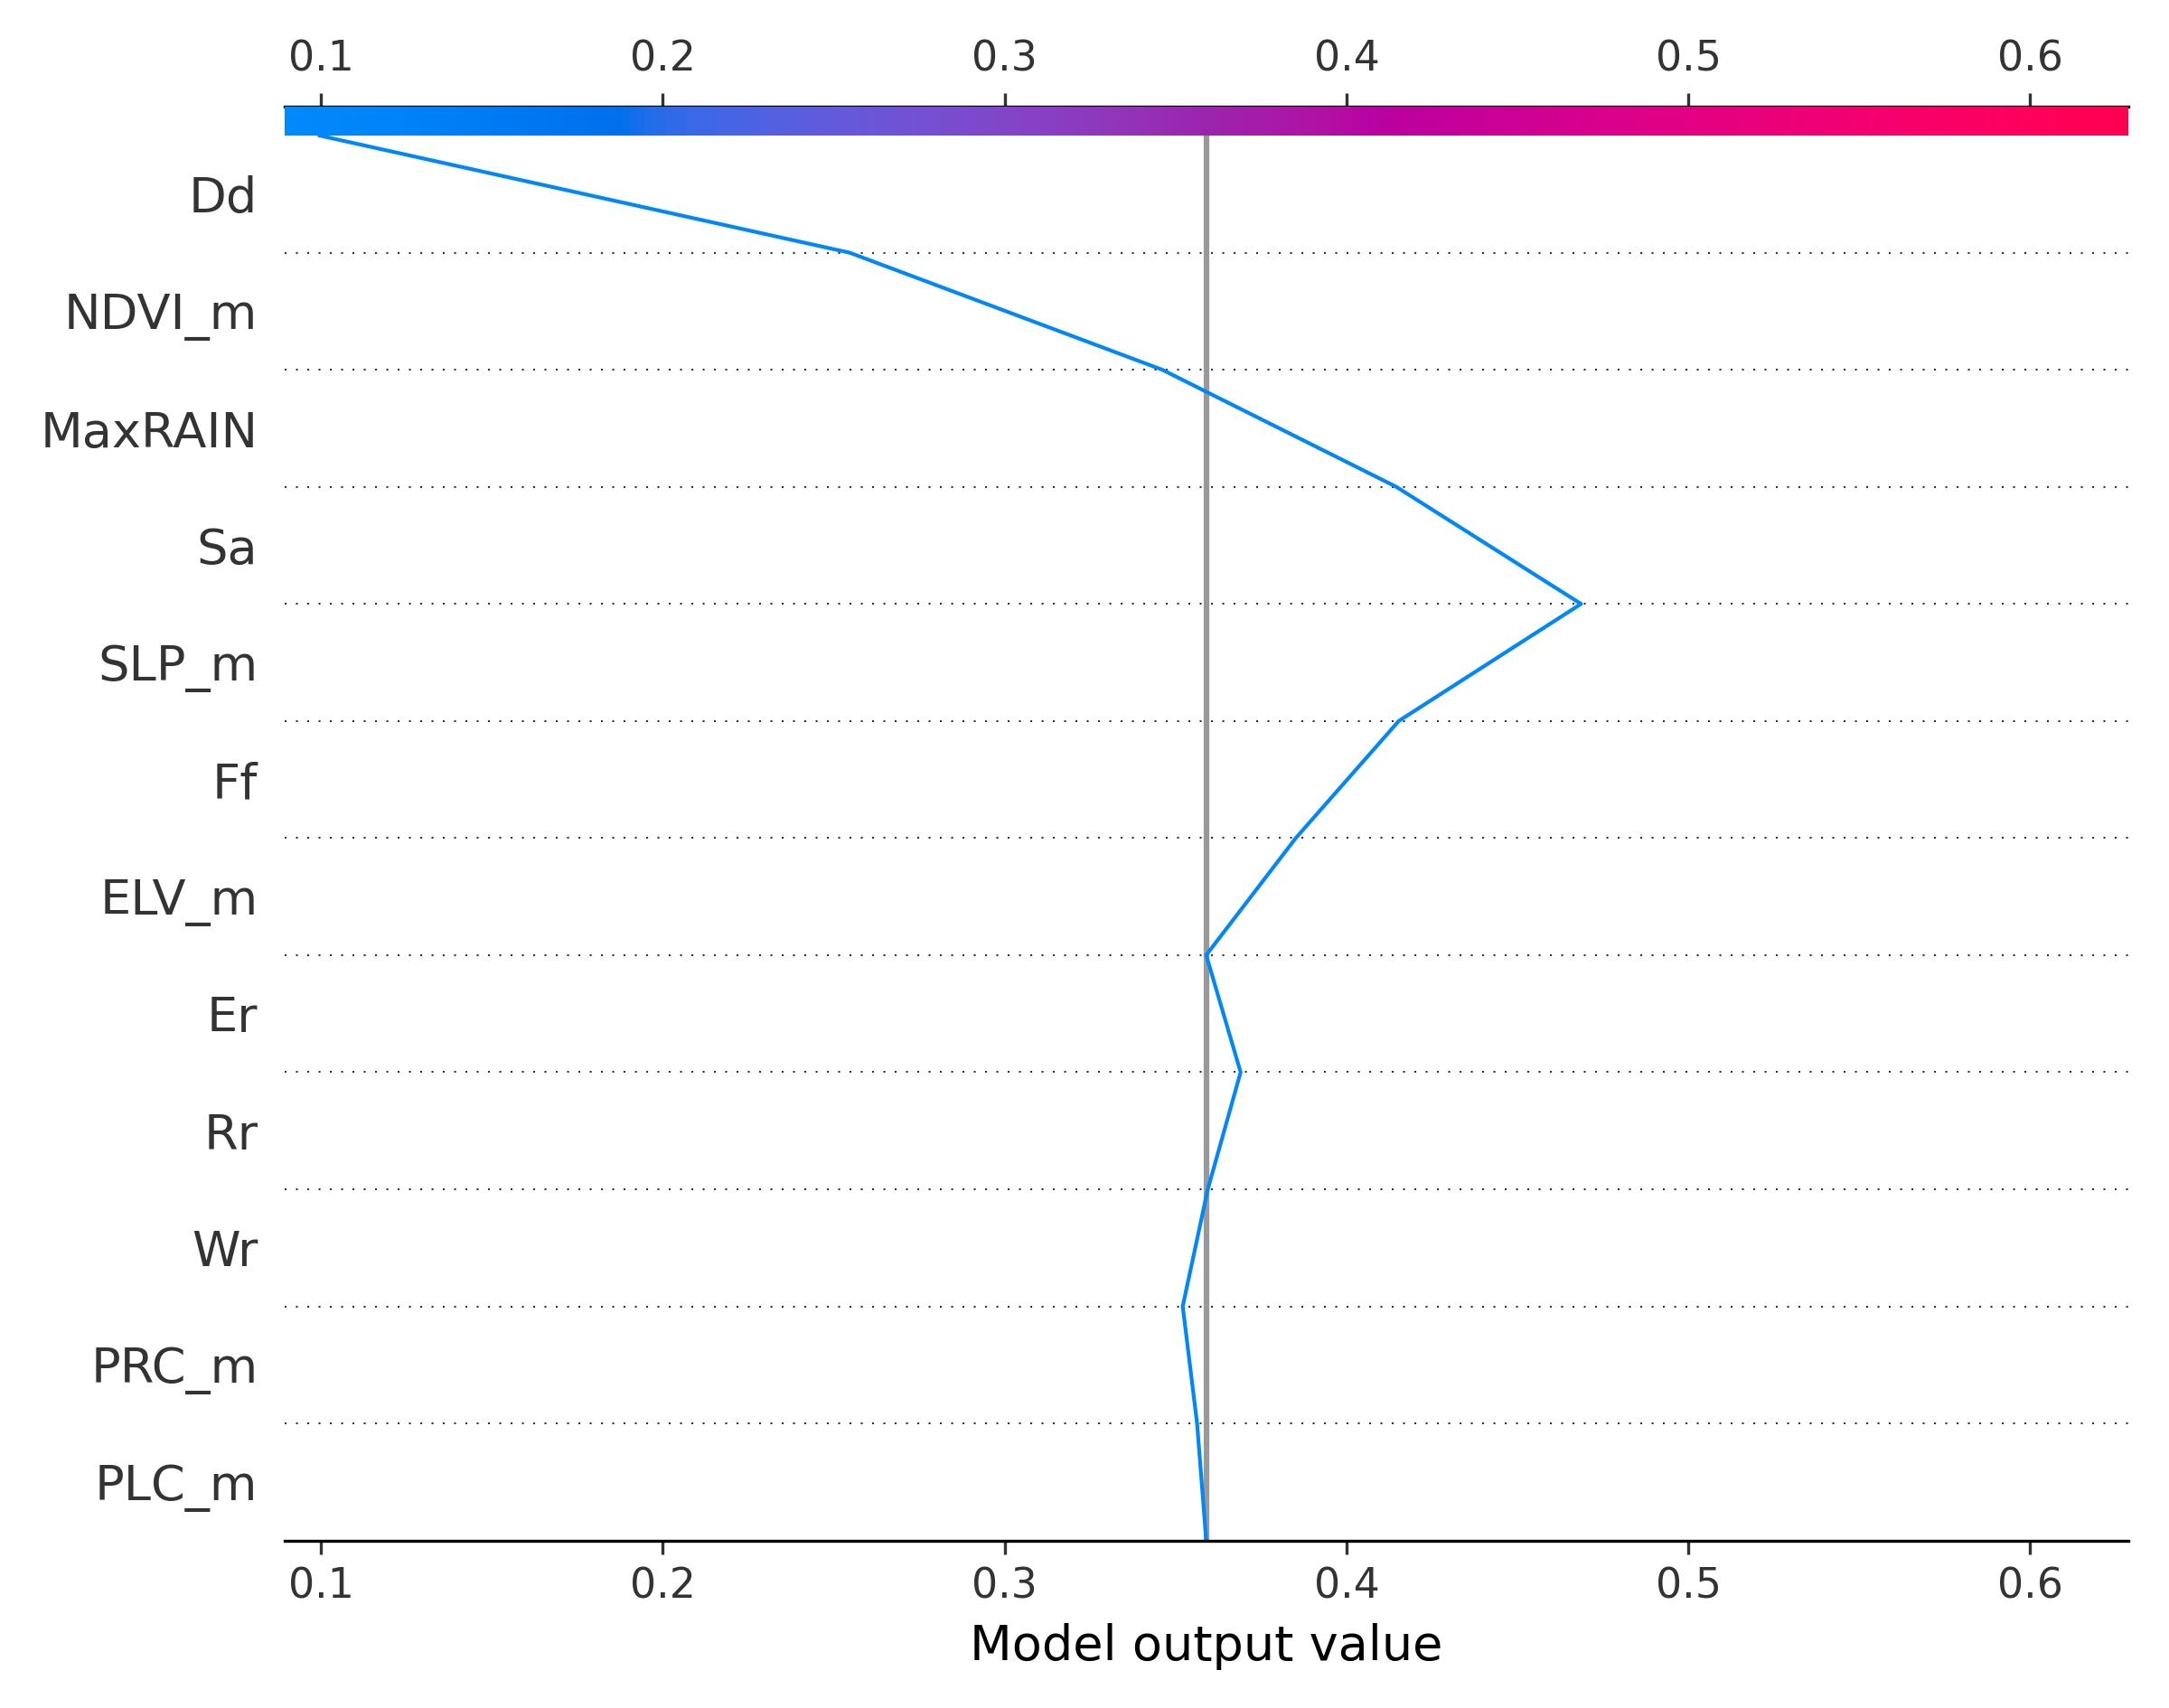 0.1 0.2 0.3 0.4 0.5 0.6
Dd
NDVI_m
MaxRAIN
Sa
SLP_m
Ff
ELV_m
Er
Rr
Wr
PRC_m
PLC_m
0.1 0.2 0.3 0.4 0.5 0.6
Model output value